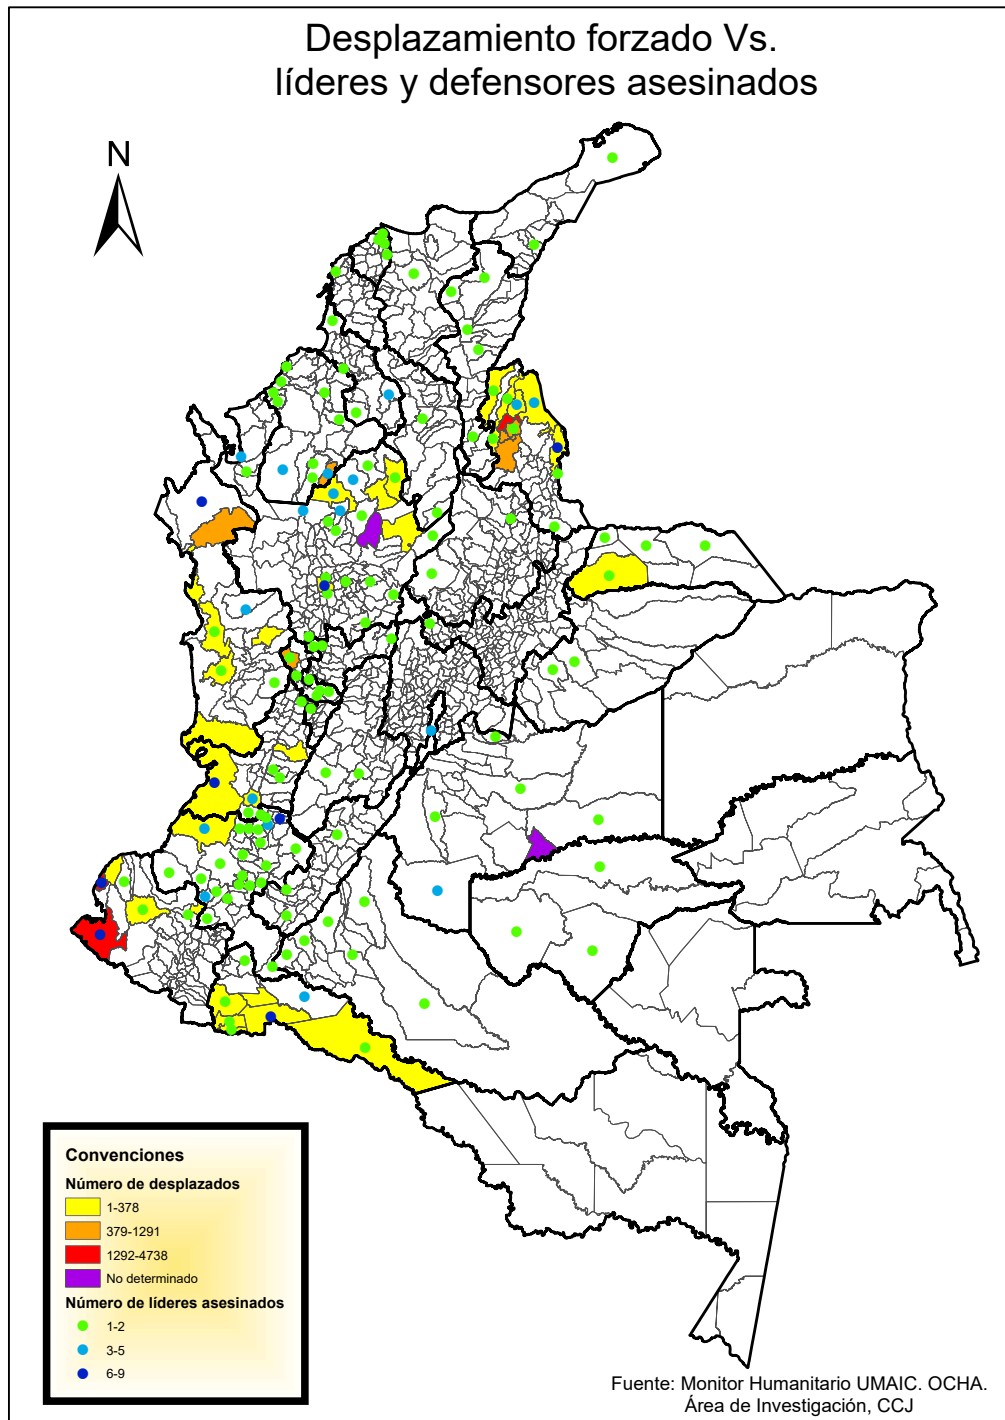 Desplazamiento forzado Vs.
líderes y defensores asesinados
N
Convenciones
Número de desplazados
1-378
379-1291
1292-4738
No determinado
Número de líderes asesinados
1-2
3-5
6-9
Fuente: Monitor Humanitario UMAIC. OCHA.
Área de Investigación, CCJ